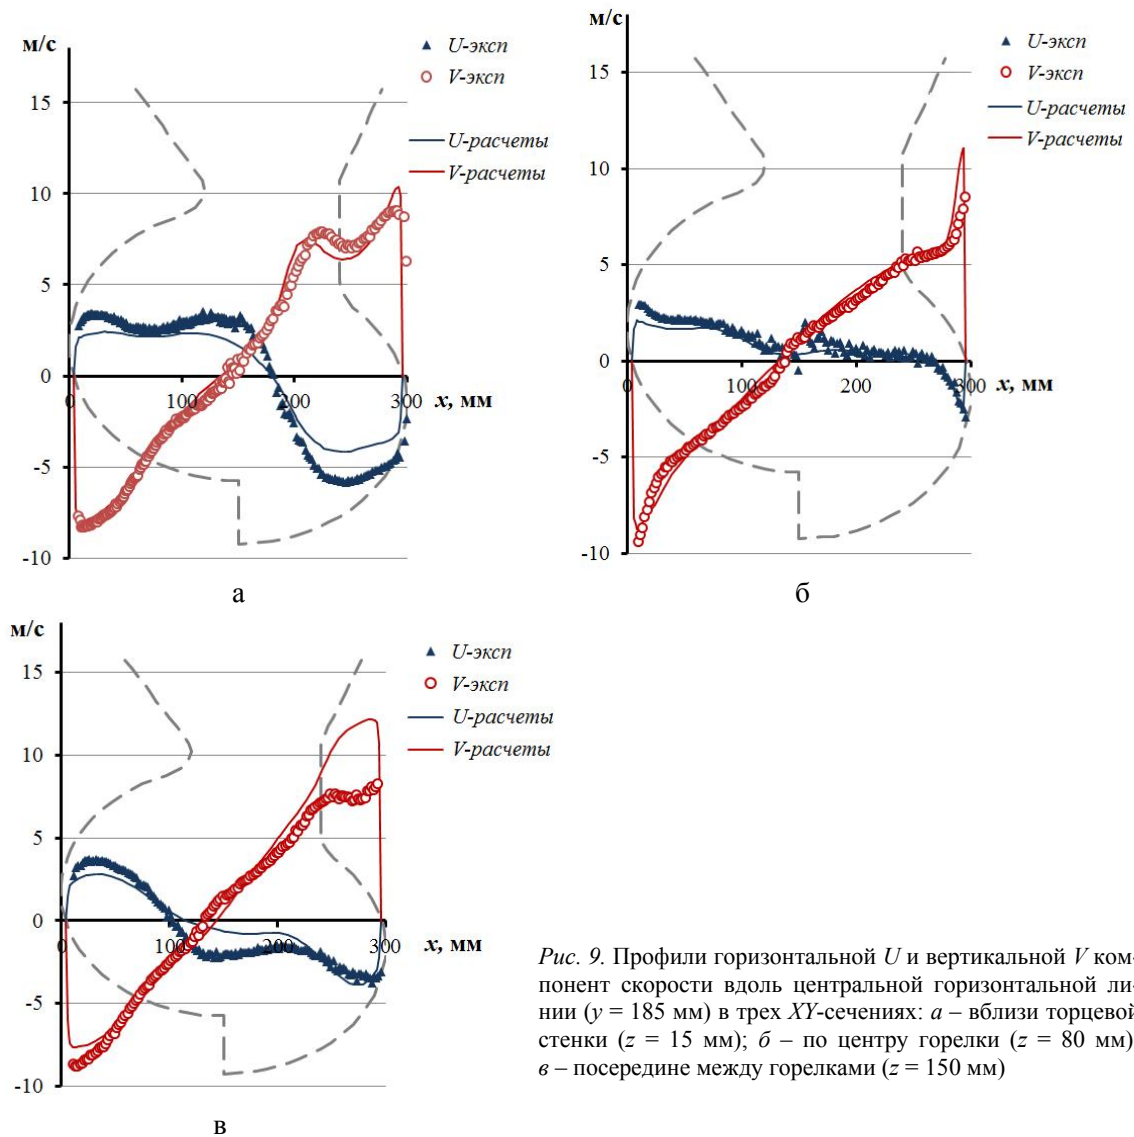 м/с
U-эксп
V-эксп
U-расчеты
V-расчеты
15
10
5
0
-5
-10
0
100
200
300
x, мм
а
м/с
U-эксп
V-эксп
U-расчеты
V-расчеты
15
10
5
0
-5
-10
0
100
200
300
x, мм
б
м/с
U-эксп
V-эксп
U-расчеты
V-расчеты
15
10
5
0
-5
-10
0
100
200
300
x, мм
в
Рис. 9. Профили горизонтальной U и вертикальной V ком-
понент скорости вдоль центральной горизонтальной ли-
нии (y = 185 мм) в трех XY-сечениях: а – вблизи торцевой
стенки (z = 15 мм); б – по центру горелки (z = 80 мм)
в – посередине между горелками (z = 150 мм)